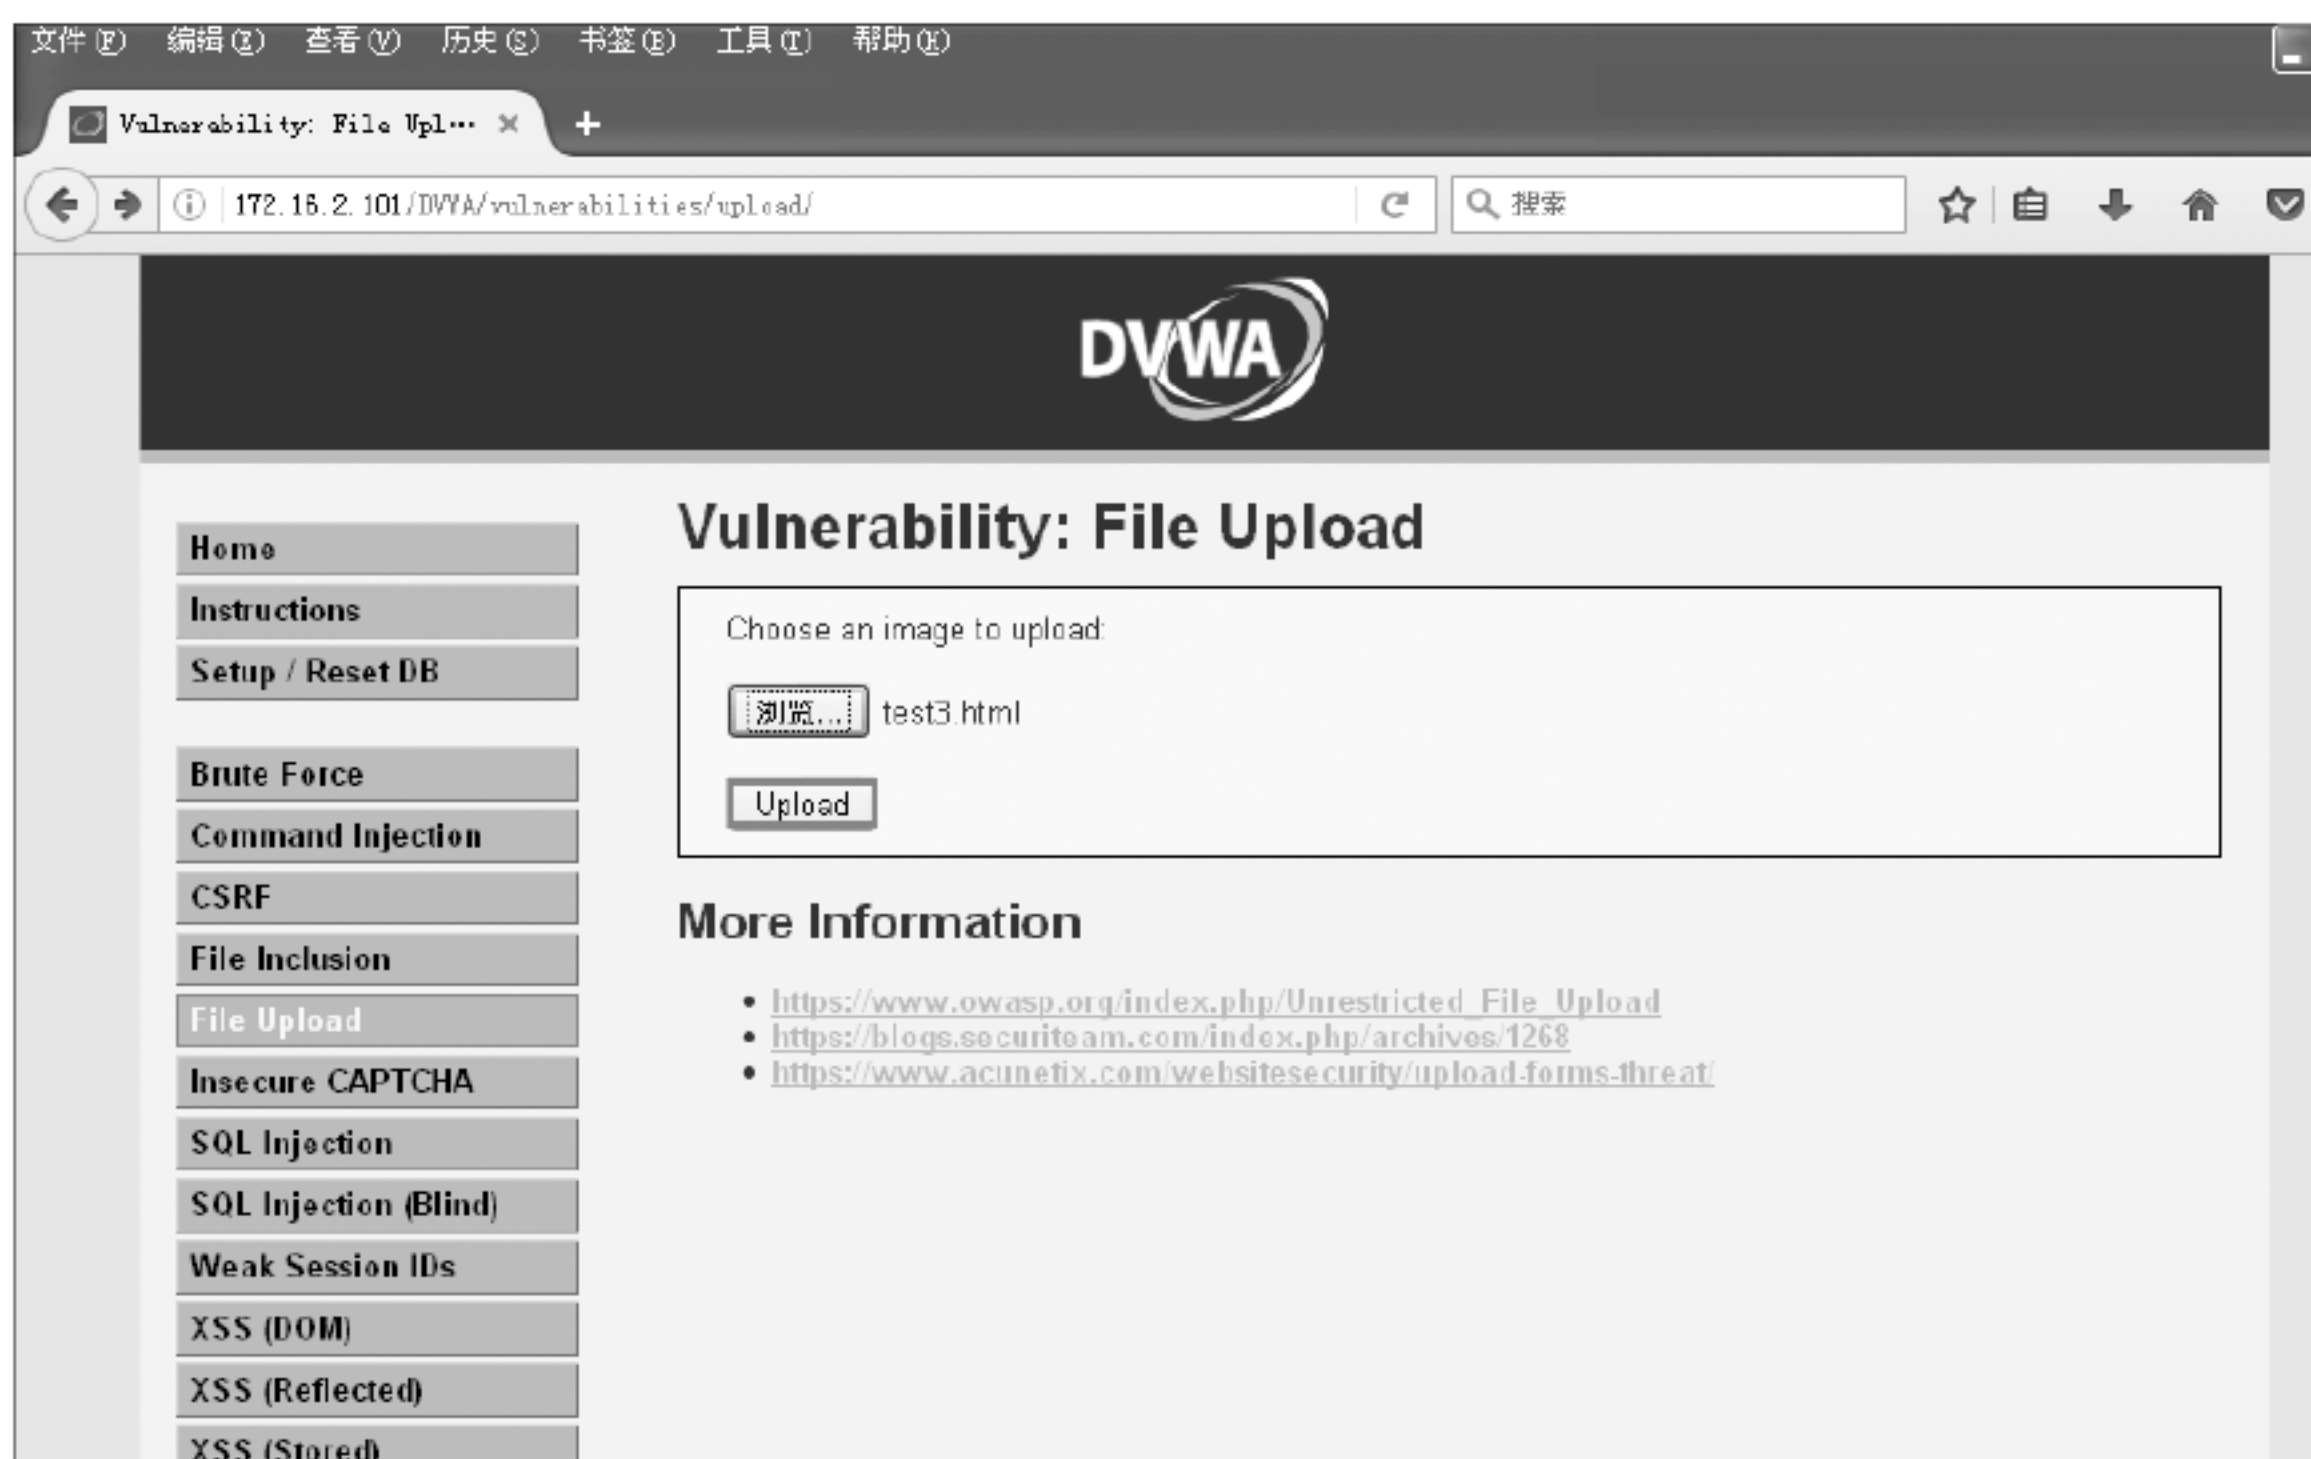 文件(F) 编辑(E) 查看(V) 历史(S) 书签(B) 工具(T) 帮助(H)
Vulnerability: File Upl… × +
172.16.2.101/DVWA/vulnerabilities/upload/ 搜索
DVWA
Vulnerability: File Upload
Home
Instructions
Setup / Reset DB
Brute Force
Command Injection
CSRF
File Inclusion
File Upload
Insecure CAPTCHA
SQL Injection
SQL Injection (Blind)
Weak Session IDs
XSS (DOM)
XSS (Reflected)
XSS (Stored)
Choose an image to upload:
浏览... test3.html
Upload
More Information
• https://www.owasp.org/index.php/Unrestricted_File_Upload
• https://blogs.securiteam.com/index.php/archives/1268
• https://www.acunetix.com/websitesecurity/upload-forms-threat/